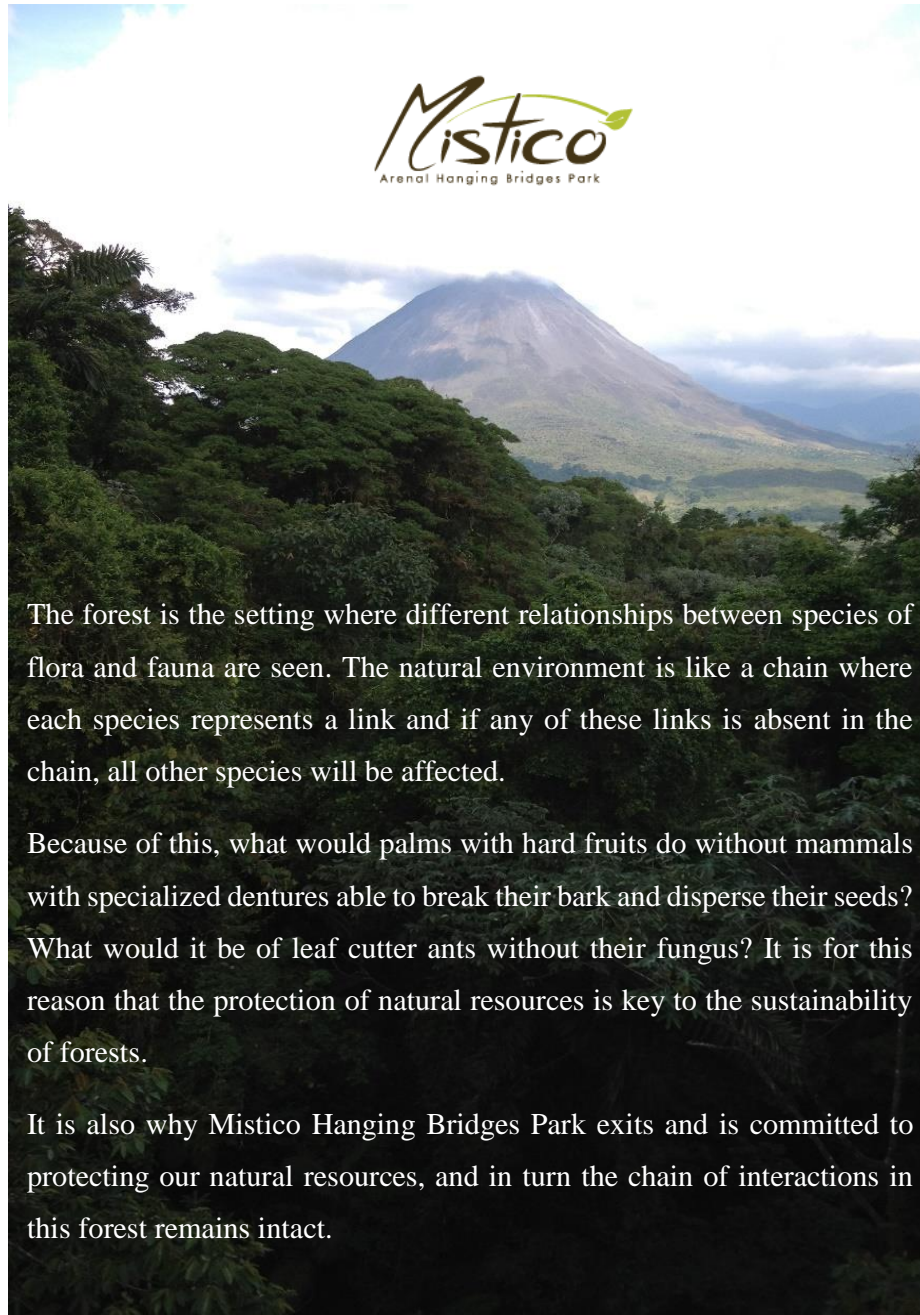 Mistico
Arenal Hanging Bridges Park
The forest is the setting where different relationships between species of
flora and fauna are seen. The natural environment is like a chain where
each species represents a link and if any of these links is absent in the
chain, all other species will be affected.
Because of this, what would palms with hard fruits do without mammals
with specialized dentures able to break their bark and disperse their seeds?
What would it be of leaf cutter ants without their fungus? It is for this
reason that the protection of natural resources is key to the sustainability
of forests.
It is also why Mistico Hanging Bridges Park exits and is committed to
protecting our natural resources, and in turn the chain of interactions in
this forest remains intact.